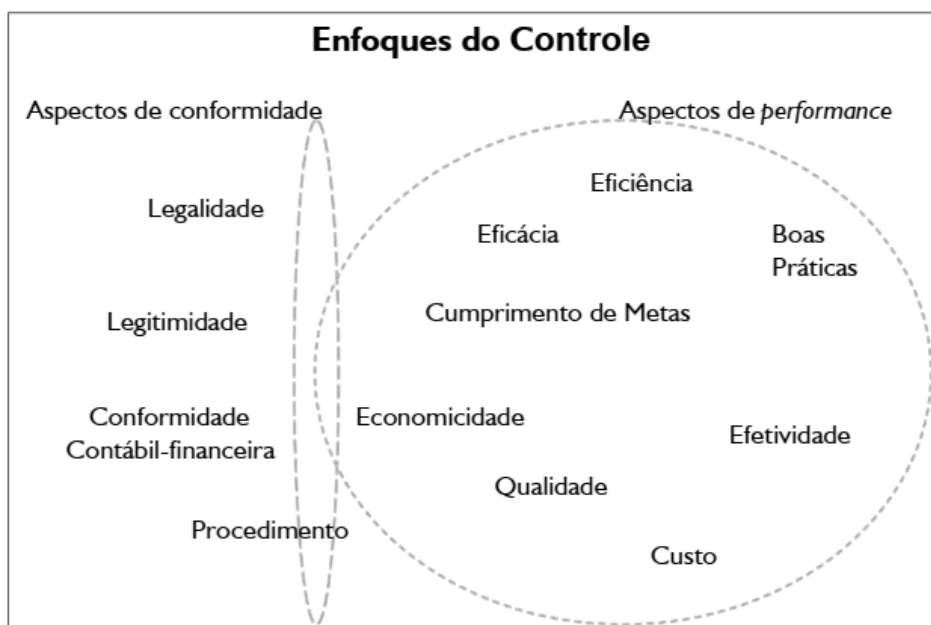 Enfoques do Controle
Aspectos de conformidade
Aspectos de performance
Eficiência
Legalidade
Eficácia
Boas
Práticas
Legitimidade
Cumprimento de Metas
Conformidade
Contábil-financeira
Economicidade
Efetividade
Qualidade
Procedimento
Custo